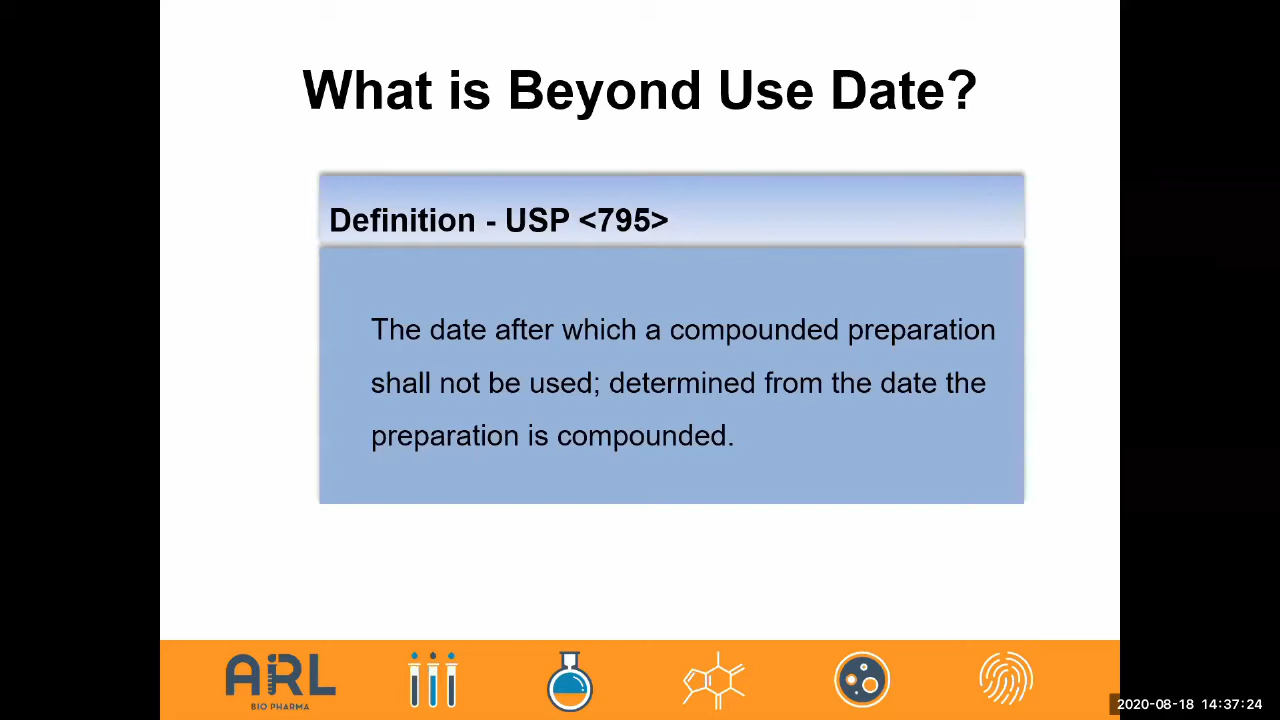 What is Beyond Use Date?
Definition - USP <795>
The date after which a compounded preparation
shall not be used; determined from the date the
preparation is compounded.
ARL
BIO PHARMA
2020-08-18 14:37:24